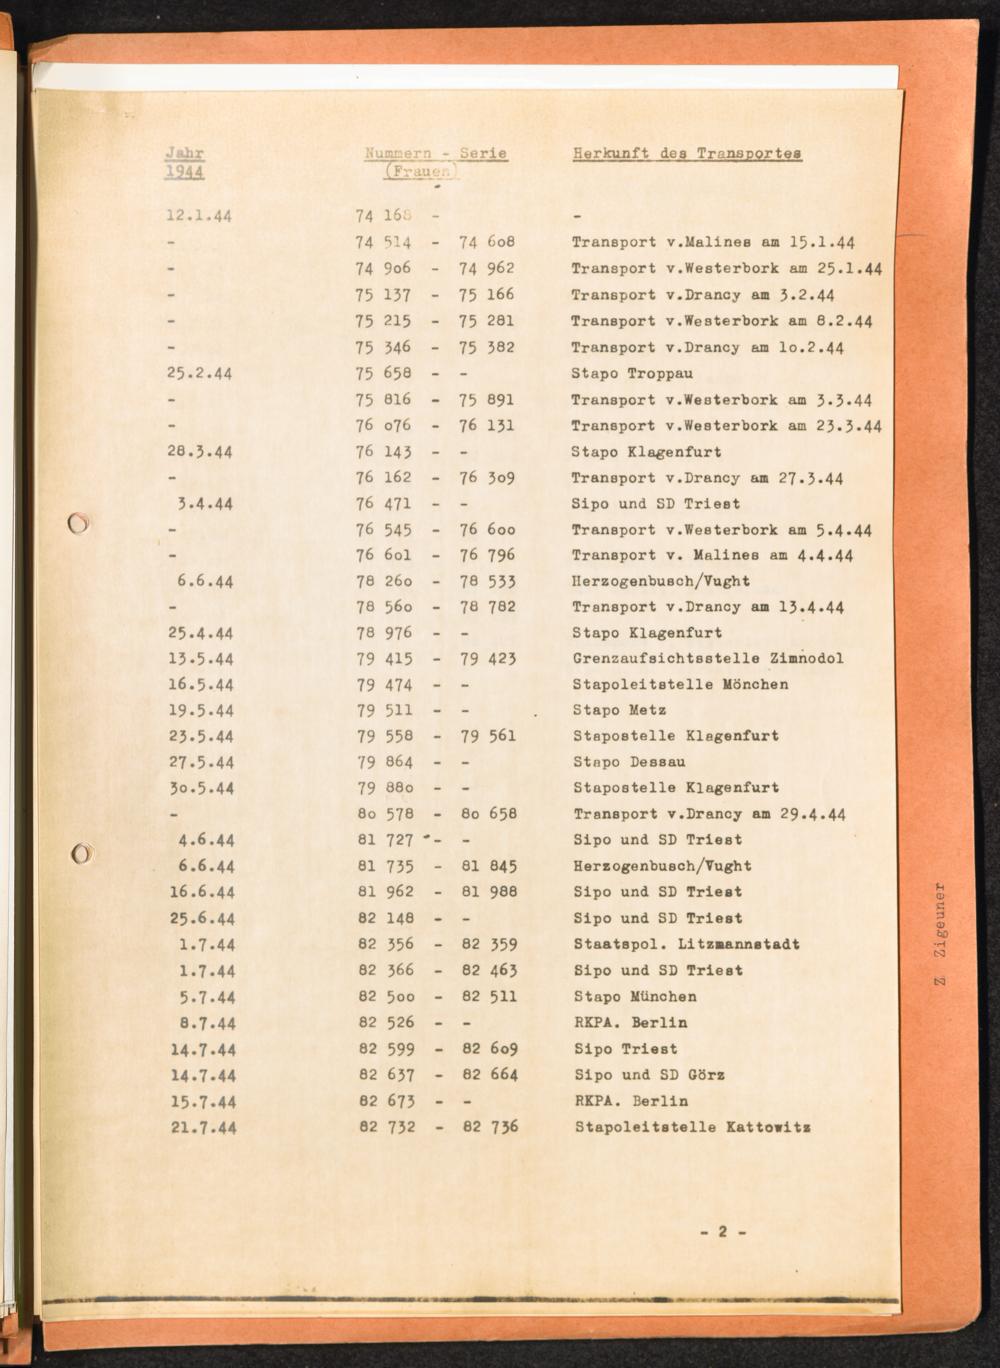 Jahr Nummern - Serie Herkunft des Transportes
1944 (Frauen)
12.1.44 74 168 - -
- 74 514 - 74 6o8 Transport v.Malines am 15.1.44
- 74 9o6 - 74 962 Transport v.Westerbork am 25.1.44
- 75 137 - 75 166 Transport v.Drancy am 3.2.44
- 75 215 - 75 281 Transport v.Westerbork am 8.2.44
- 75 346 - 75 382 Transport v.Drancy am 1o.2.44
25.2.44 75 658 - - Stapo Troppau
- 75 816 - 75 891 Transport v.Westerbork am 3.3.44
- 76 o76 - 76 131 Transport v.Westerbork am 23.3.44
28.3.44 76 143 - - Stapo Klagenfurt
- 76 162 - 76 3o9 Transport v.Drancy am 27.3.44
3.4.44 76 471 - - Sipo und SD Triest
- 76 545 - 76 6oo Transport v.Westerbork am 5.4.44
- 76 6o1 - 76 796 Transport v. Malines am 4.4.44
6.6.44 78 26o - 78 533 Herzogenbusch/Vught
- 78 56o - 78 782 Transport v.Drancy am 13.4.44
25.4.44 78 976 - - Stapo Klagenfurt
13.5.44 79 415 - 79 423 Grenzaufsichtsstelle Zimnodol
16.5.44 79 474 - - Stapoleitstelle Mönchen
19.5.44 79 511 - - Stapo Metz
23.5.44 79 558 - 79 561 Stapostelle Klagenfurt
27.5.44 79 864 - - Stapo Dessau
3o.5.44 79 88o - - Stapostelle Klagenfurt
- 8o 578 - 8o 658 Transport v.Drancy am 29.4.44
4.6.44 81 727 - - Sipo und SD Triest
6.6.44 81 735 - 81 845 Herzogenbusch/Vught
16.6.44 81 962 - 81 988 Sipo und SD Triest
25.6.44 82 148 - - Sipo und SD Triest
1.7.44 82 356 - 82 359 Staatspol. Litzmannstadt
1.7.44 82 366 - 82 463 Sipo und SD Triest
5.7.44 82 5oo - 82 511 Stapo München
8.7.44 82 526 - - RKPA. Berlin
14.7.44 82 599 - 82 6o9 Sipo Triest
14.7.44 82 637 - 82 664 Sipo und SD Görz
15.7.44 82 673 - - RKPA. Berlin
21.7.44 82 732 - 82 736 Stapoleitstelle Kattowitz
- 2 -
Z Zigeuner